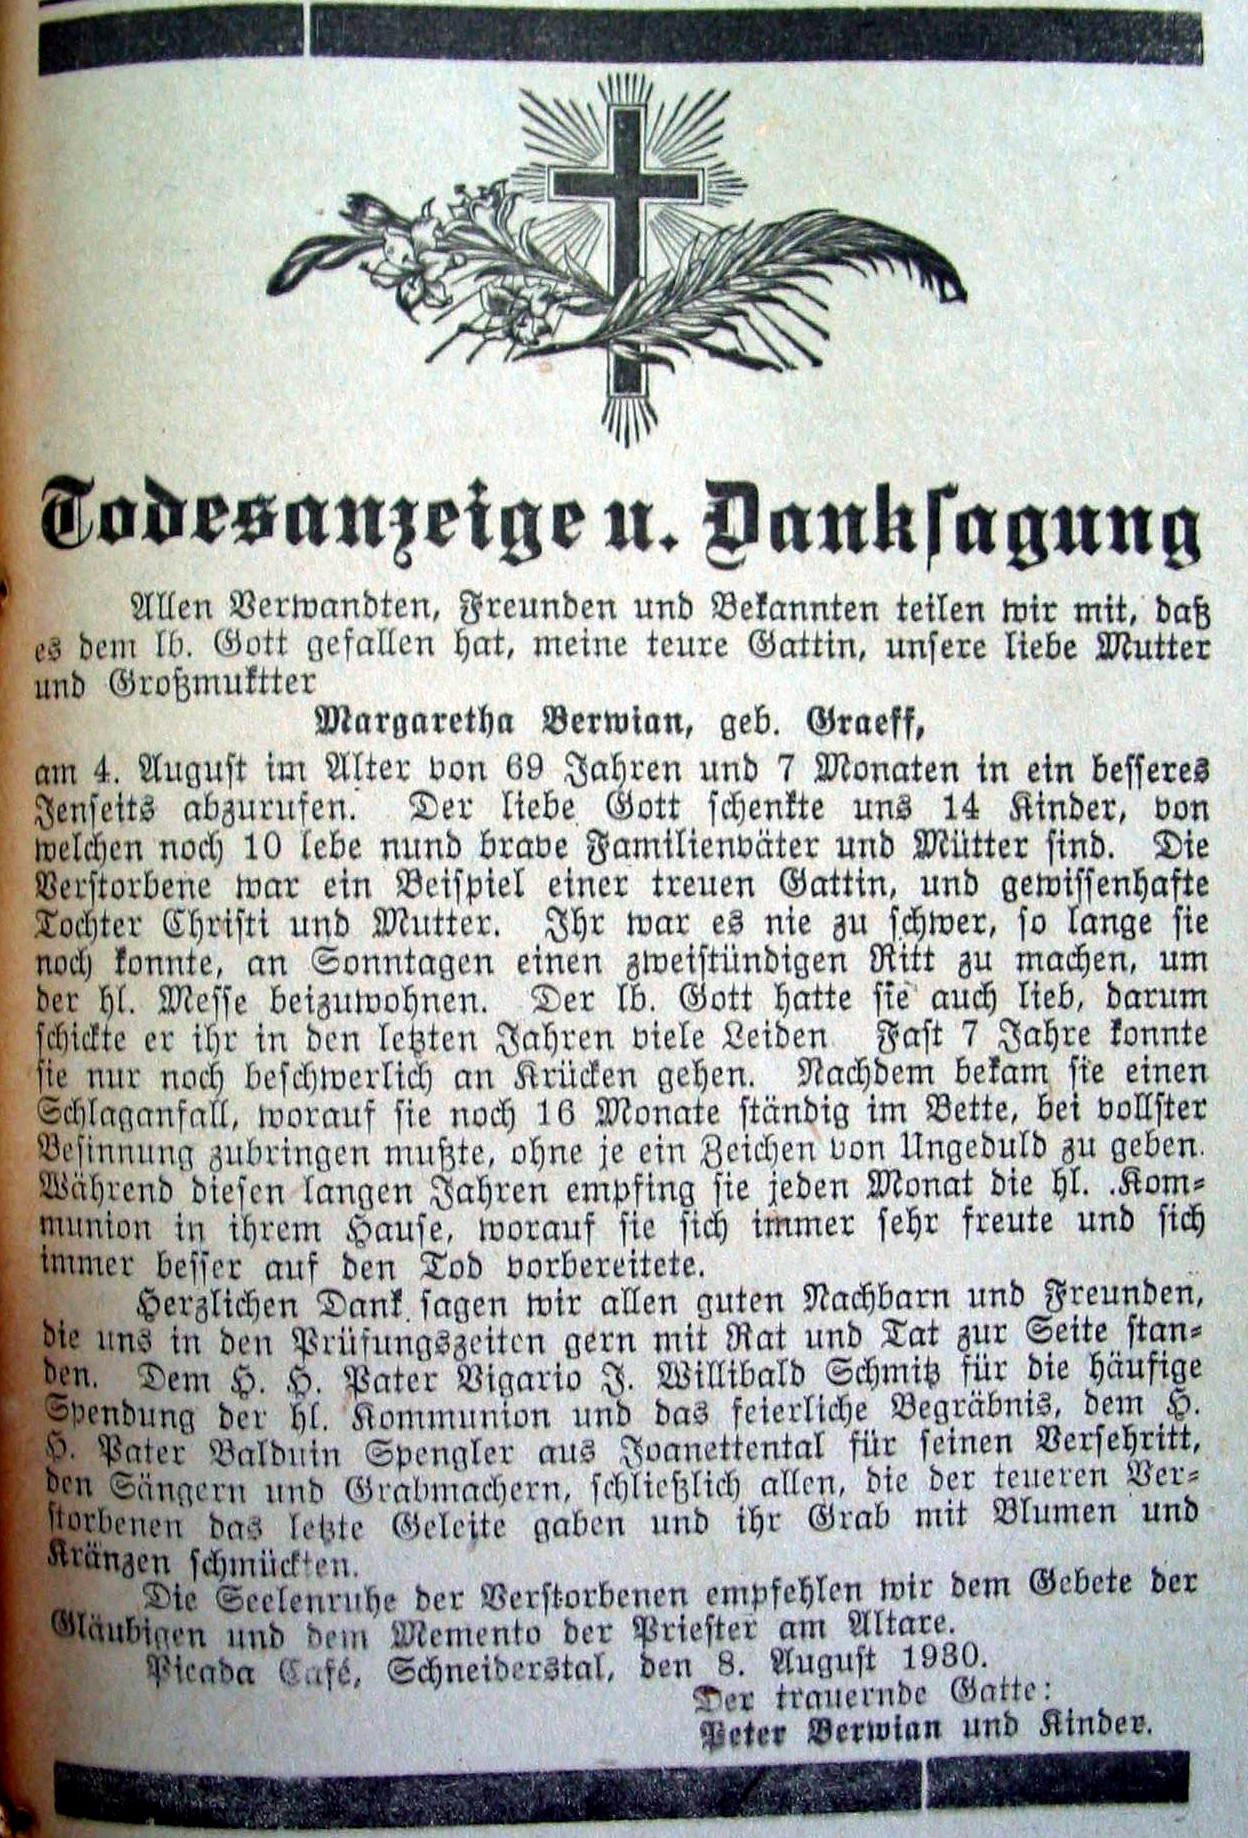 Todesanzeige u. Danksagung
Allen Verwandten, Freunden und Bekannten teilen wir mit, daß
es dem lb. Gott gefallen hat, meine teure Gattin, unsere liebe Mutter
und Großmuktter
Margaretha Berwian, geb. Graeff,
am 4. August im Alter von 69 Jahren und 7 Monaten in ein besseres
Jenseits abzurufen. Der liebe Gott schenkte uns 14 Kinder, von
welchen noch 10 lebe nund brave Familienväter und Mütter sind. Die
Verstorbene war ein Beispiel einer treuen Gattin, und gewissenhafte
Tochter Christi und Mutter. Ihr war es nie zu schwer, so lange sie
noch konnte, an Sonntagen einen zweistündigen Ritt zu machen, um
der hl. Messe beizuwohnen. Der lb. Gott hatte sie auch lieb, darum
schickte er ihr in den letzten Jahren viele Leiden Fast 7 Jahre konnte
sie nur noch beschwerlich an Krücken gehen. Nachdem bekam sie einen
Schlaganfall, worauf sie noch 16 Monate ständig im Bette, bei vollster
Besinnung zubringen mußte, ohne je ein Zeichen von Ungeduld zu geben.
Während diesen langen Jahren empfing sie jeden Monat die hl. .Kom-
munion in ihrem Hause, worauf sie sich immer sehr freute und sich
immer besser auf den Tod vorbereitete.
Herzlichen Dank sagen wir allen guten Nachbarn und Freunden,
die uns in den Prüfungszeiten gern mit Rat und Tat zur Seite stan-
den. Dem H. H. Pater Vigario J. Willibald Schmitz für die häufige
Spendung der hl. Kommunion und das feierliche Begräbnis, dem H.
H. Pater Balduin Spengler aus Joanettental für seinen Versehritt,
den Sängern und Grabmachern, schließlich allen, die der teueren Ver-
storbenen das letzte Geleite gaben und ihr Grab mit Blumen und
Kränzen schmückten.
Die Seelenruhe der Verstorbenen empfehlen wir dem Gebete der
Gläubigen und dem Memento der Priester am Altare.
Picada Café, Schneiderstal, den 8. August 1930.
Der trauernde Gatte:
Peter Berwian und Kinder.